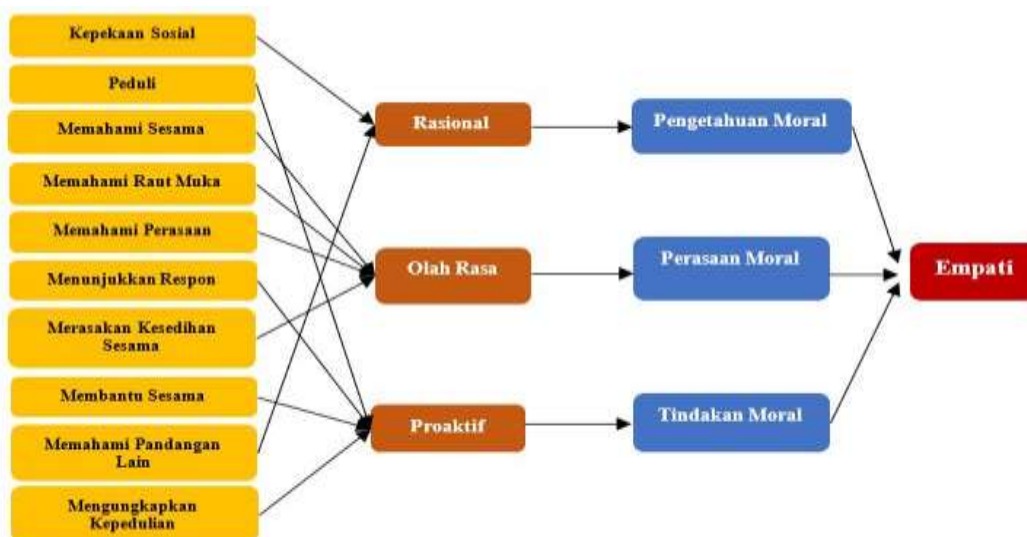 Kepekaan Sosial
Peduli
Memahami Sesama
Memahami Raut Muka
Memahami Perasaan
Menunjukkan Respon
Merasakan Kesedihan
Sesama
Membantu Sesama
Memahami Pandangan
Lain
Mengungkapkan
Kepedulian
Rasional
Olah Rasa
Proaktif
Pengetahuan Moral
Perasaan Moral
Tindakan Moral
Empati